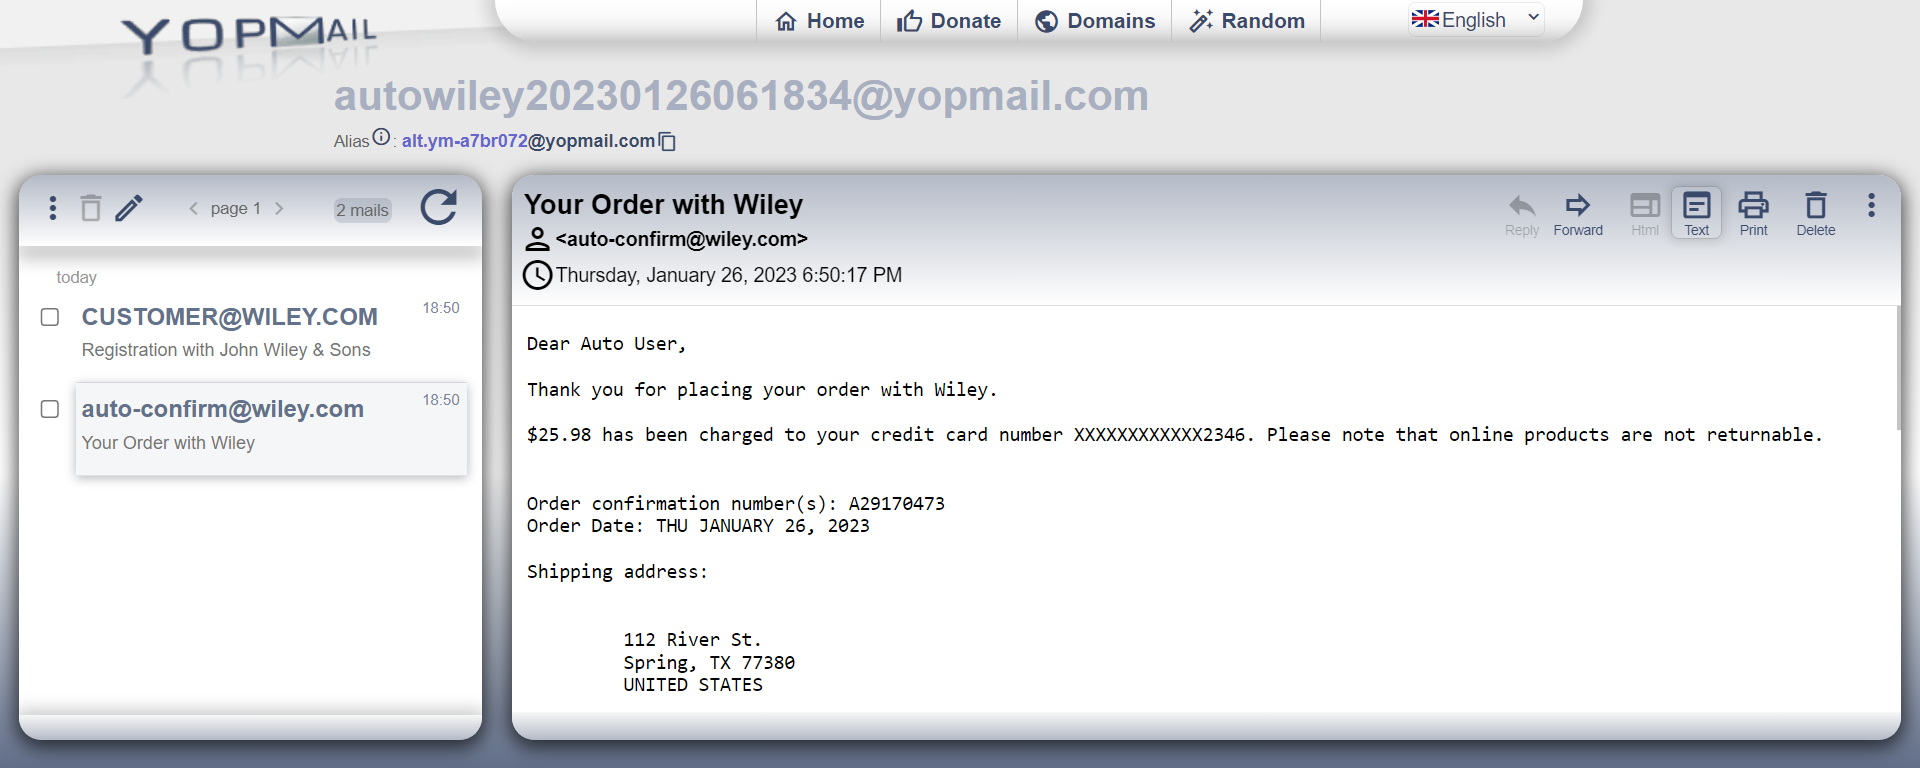 YOPMAIL
Home
Donate
Domains
Random
English
autowiley20230126061834@yopmail.com
Alias : alt.ym-a7br072@yopmail.com
page 1
2 mails
today
CUSTOMER@WILEY.COM
18:50
Registration with John Wiley & Sons
auto-confirm@wiley.com
18:50
Your Order with Wiley
Your Order with Wiley
<auto-confirm@wiley.com>
Thursday, January 26, 2023 6:50:17 PM
Reply
Forward
Html
Text
Print
Delete
Dear Auto User,
Thank you for placing your order with Wiley.
$25.98 has been charged to your credit card number XXXXXXXXXXXX2346. Please note that online products are not returnable.
Order confirmation number(s): A29170473
Order Date: THU JANUARY 26, 2023
Shipping address:
112 River St.
Spring, TX 77380
UNITED STATES